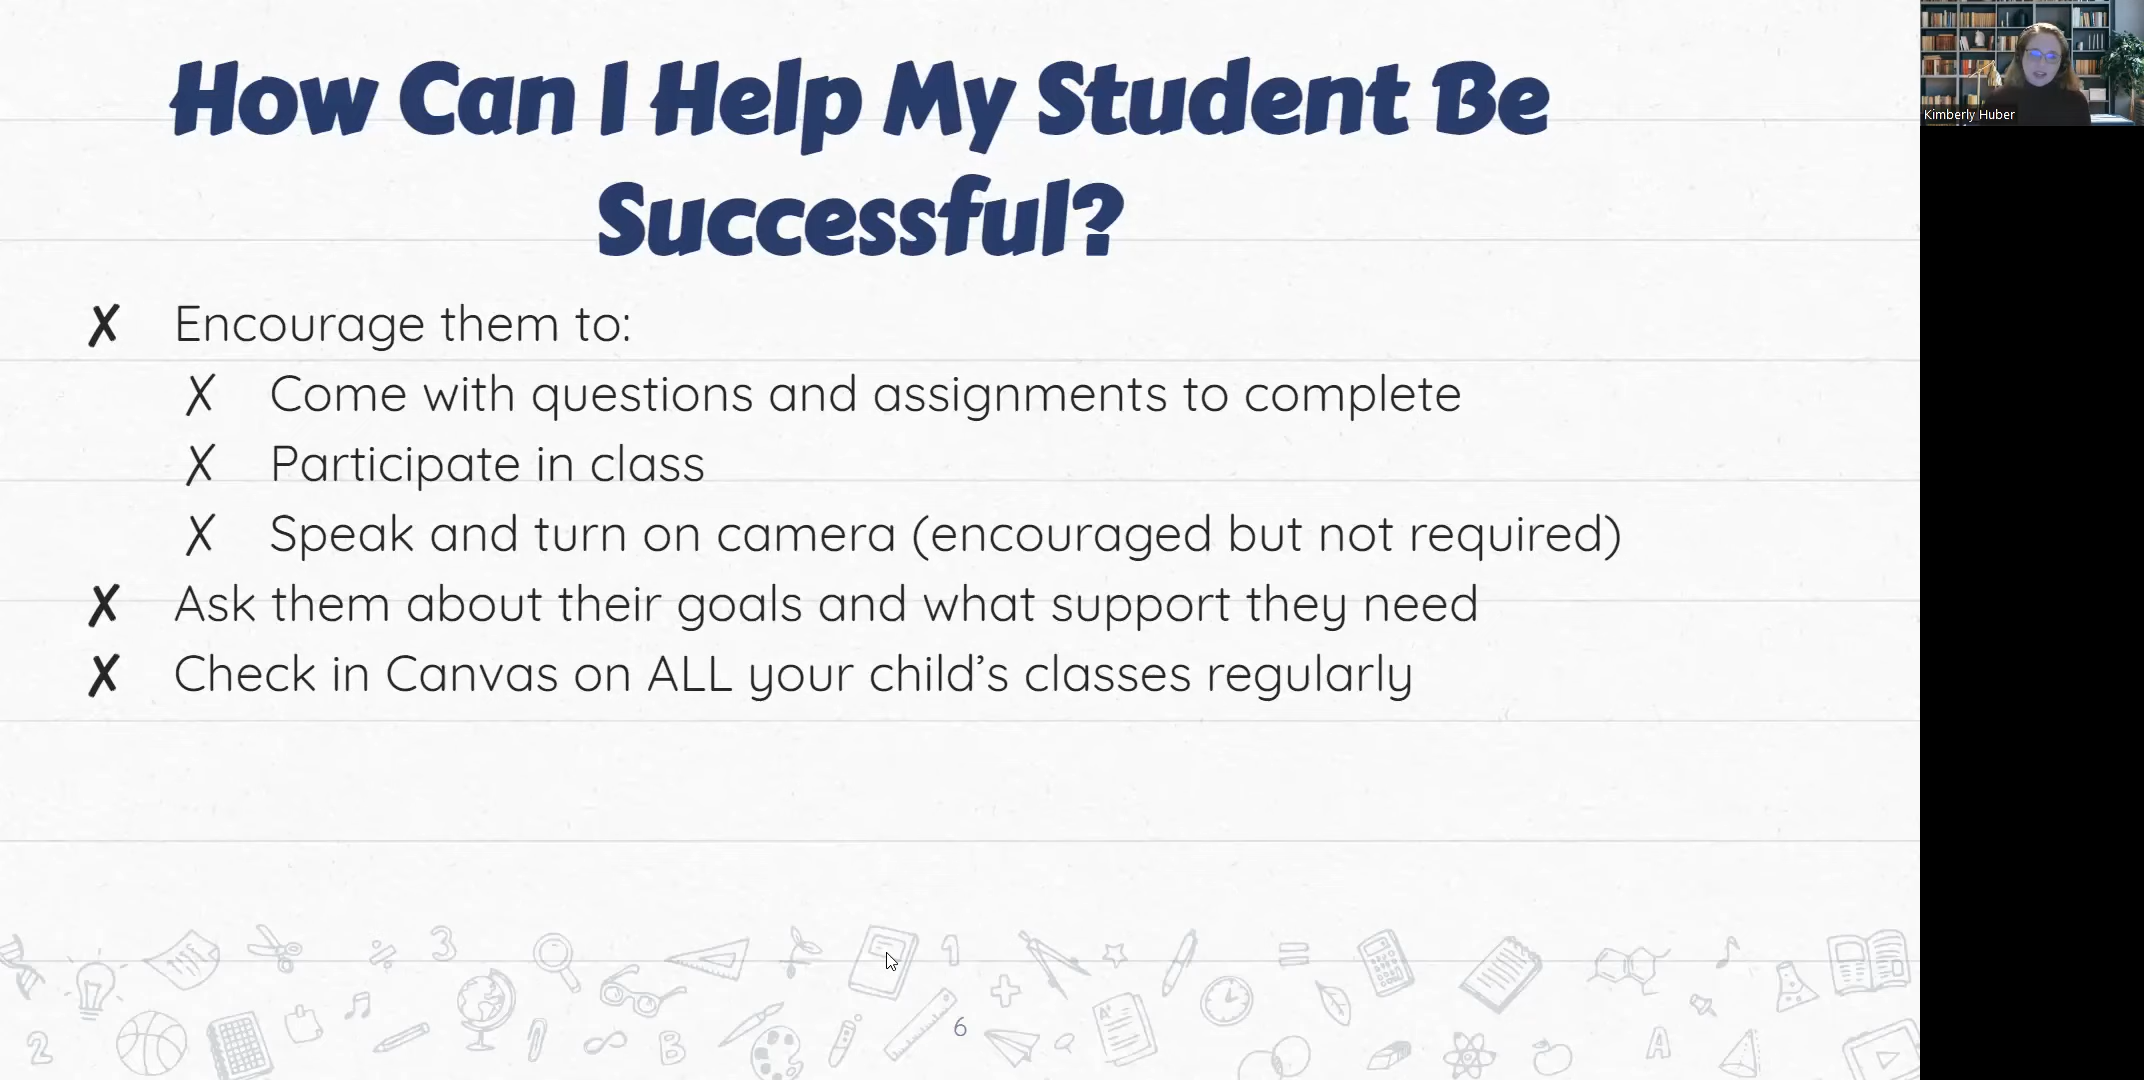 How Can I Help My Student Be
Successful?
✗ Encourage them to:
✗ Come with questions and assignments to complete
✗ Participate in class
✗ Speak and turn on camera (encouraged but not required)
✗ Ask them about their goals and what support they need
✗ Check in Canvas on ALL your child’s classes regularly
6
Kimberly Huber